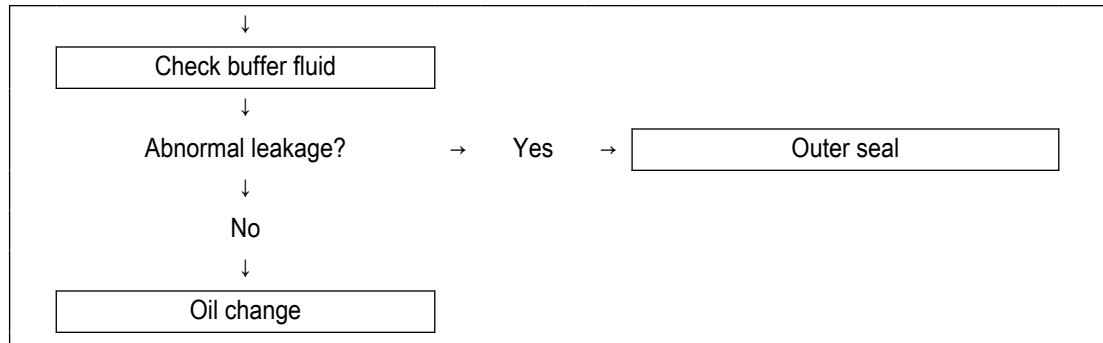 ↓
Check buffer fluid
↓
Abnormal leakage? → Yes → Outer seal
↓
No
↓
Oil change